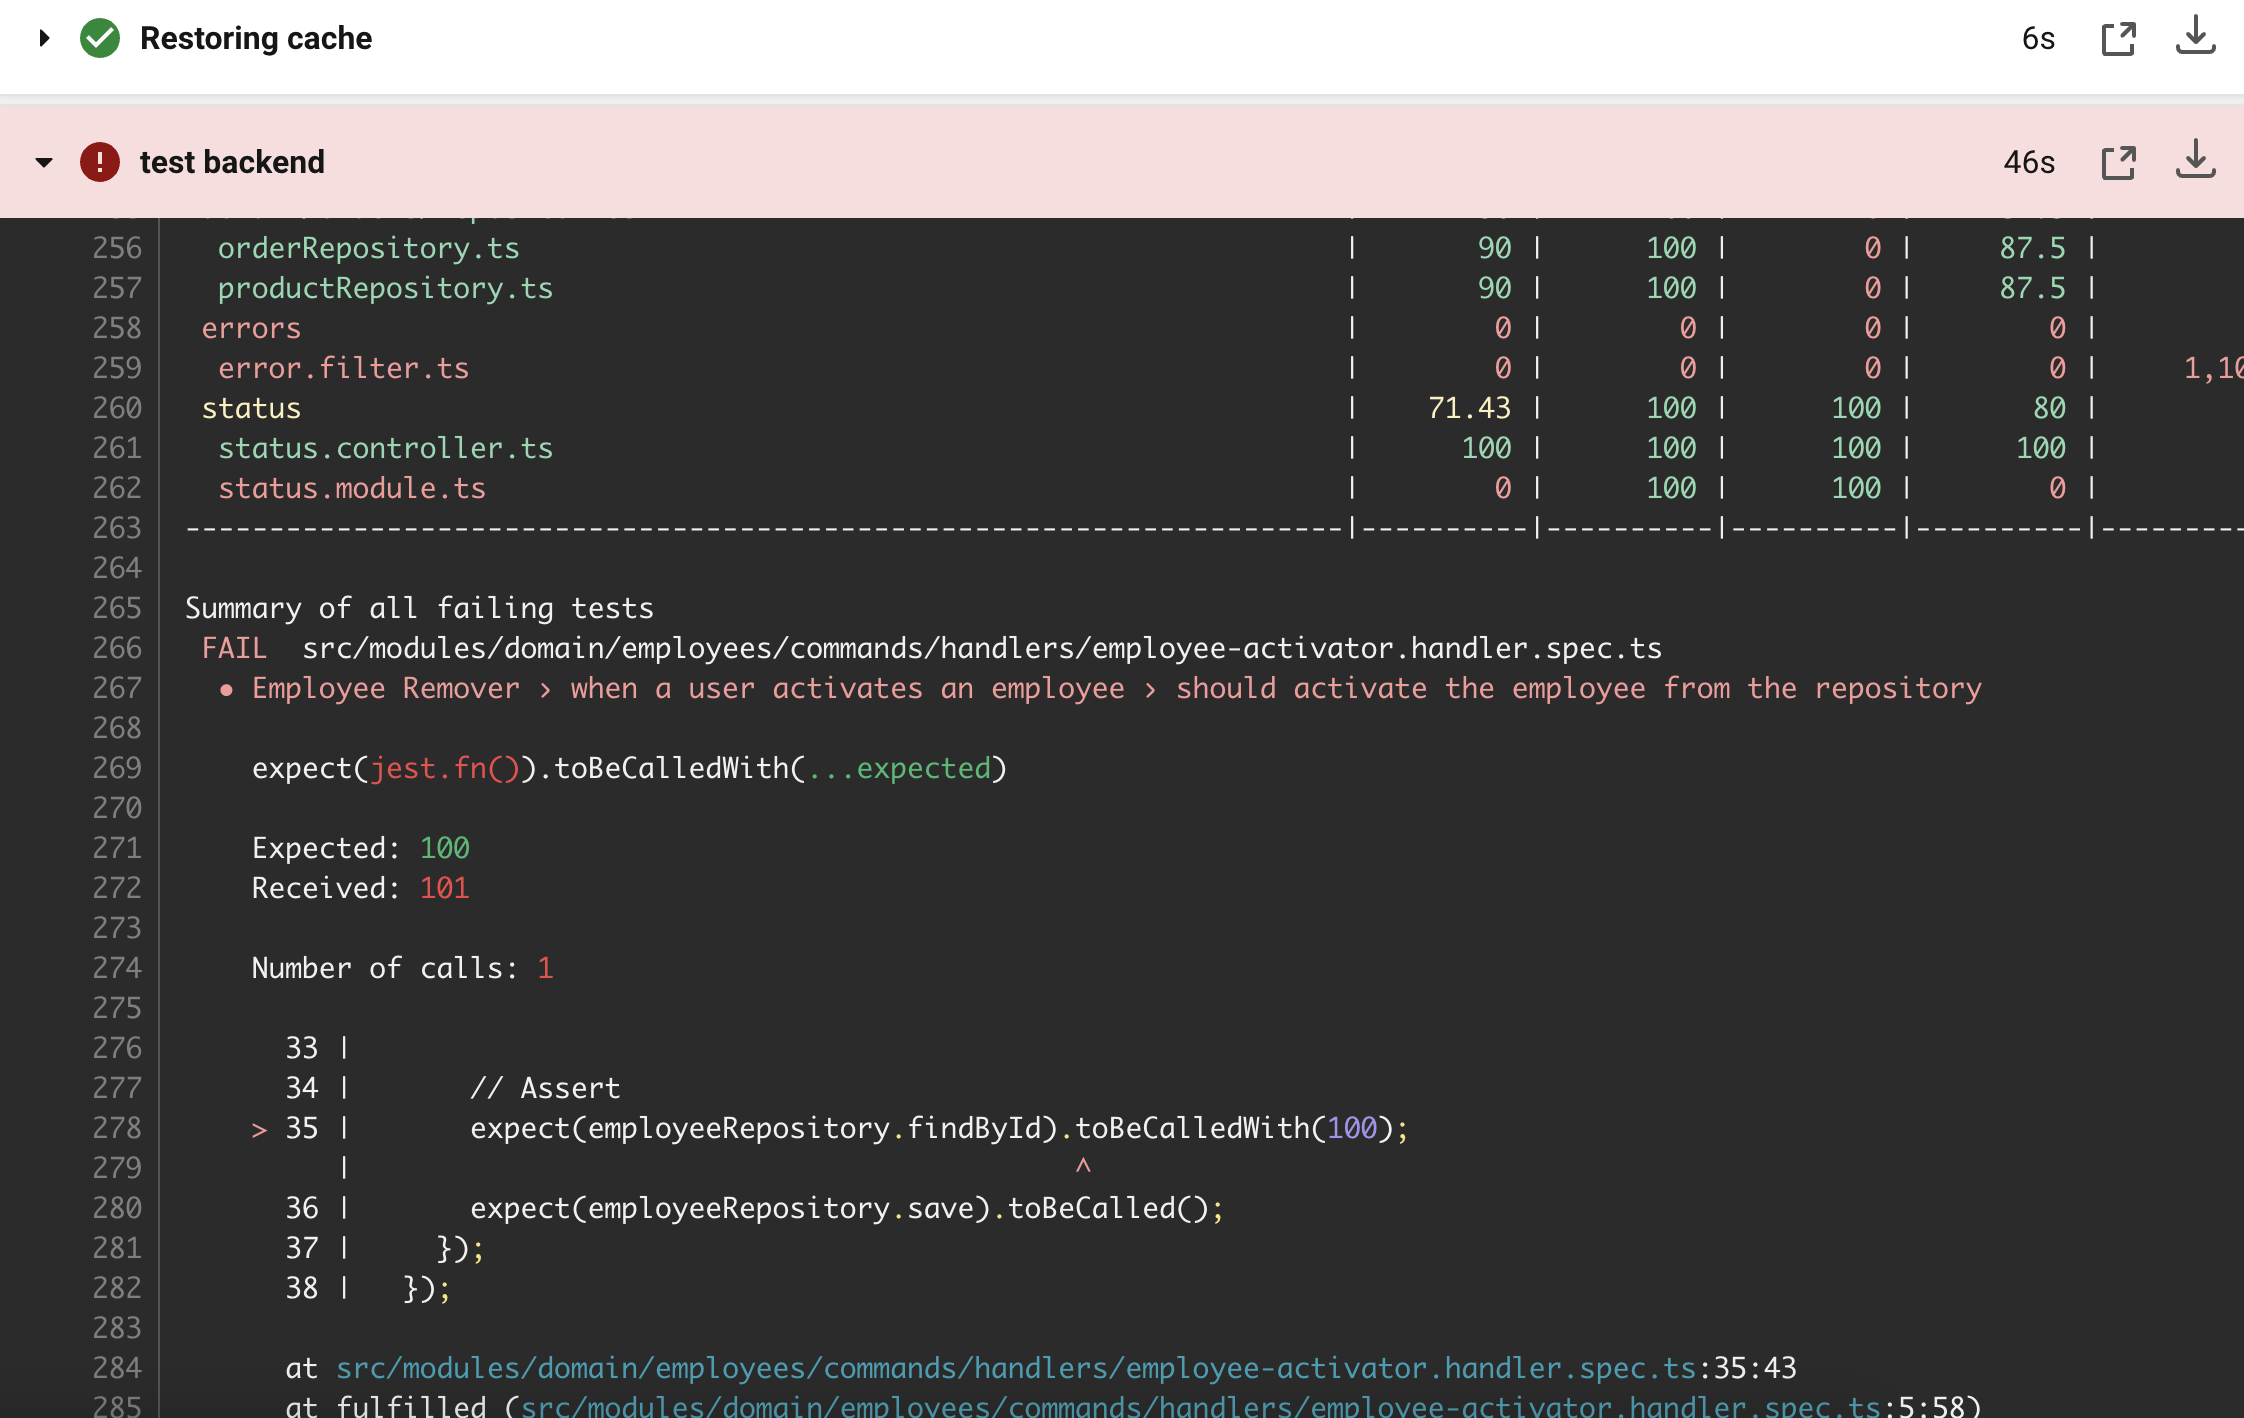 Restoring cache 6s
test backend 46s
256 orderRepository.ts | 90 | 100 | 0 | 87.5 |
257 productRepository.ts | 90 | 100 | 0 | 87.5 |
258 errors | 0 | 0 | 0 | 0 |
259 error.filter.ts | 0 | 0 | 0 | 0 | 1,10
260 status | 71.43 | 100 | 100 | 80 |
261 status.controller.ts | 100 | 100 | 100 | 100 |
262 status.module.ts | 0 | 100 | 100 | 0 |
263 ---------------------------------------------------------------------|----------|----------|----------|----------|---------
264
265 Summary of all failing tests
266 FAIL src/modules/domain/employees/commands/handlers/employee-activator.handler.spec.ts
267 ● Employee Remover › when a user activates an employee › should activate the employee from the repository
268
269 expect(jest.fn()).toBeCalledWith(...expected)
270
271 Expected: 100
272 Received: 101
273
274 Number of calls: 1
275
276 33 |
277 34 | // Assert
278 > 35 | expect(employeeRepository.findById).toBeCalledWith(100);
279 | ^
280 36 | expect(employeeRepository.save).toBeCalled();
281 37 | });
282 38 | });
283
284 at src/modules/domain/employees/commands/handlers/employee-activator.handler.spec.ts:35:43
285 at fulfilled (src/modules/domain/employees/commands/handlers/employee-activator.handler.spec.ts:5:58)